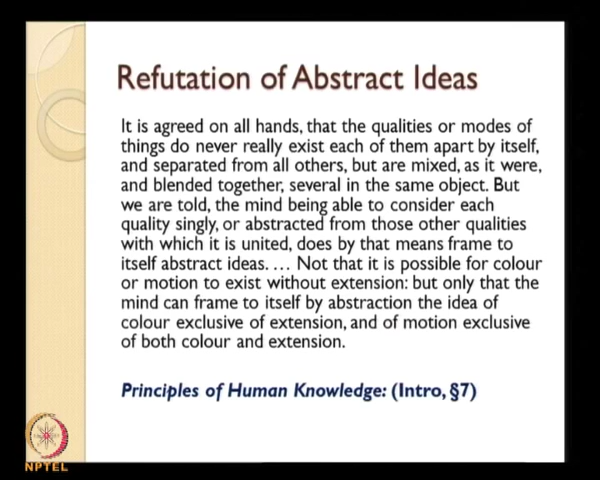 Refutation of Abstract Ideas
It is agreed on all hands, that the qualities or modes of
things do never really exist each of them apart by itself,
and separated from all others, but are mixed, as it were,
and blended together, several in the same object. But
we are told, the mind being able to consider each
quality singly, or abstracted from those other qualities
with which it is united, does by that means frame to
itself abstract ideas. ... Not that it is possible for colour
or motion to exist without extension: but only that the
mind can frame to itself by abstraction the idea of
colour exclusive of extension, and of motion exclusive
of both colour and extension.
Principles of Human Knowledge: (Intro, §7)
NPTEL